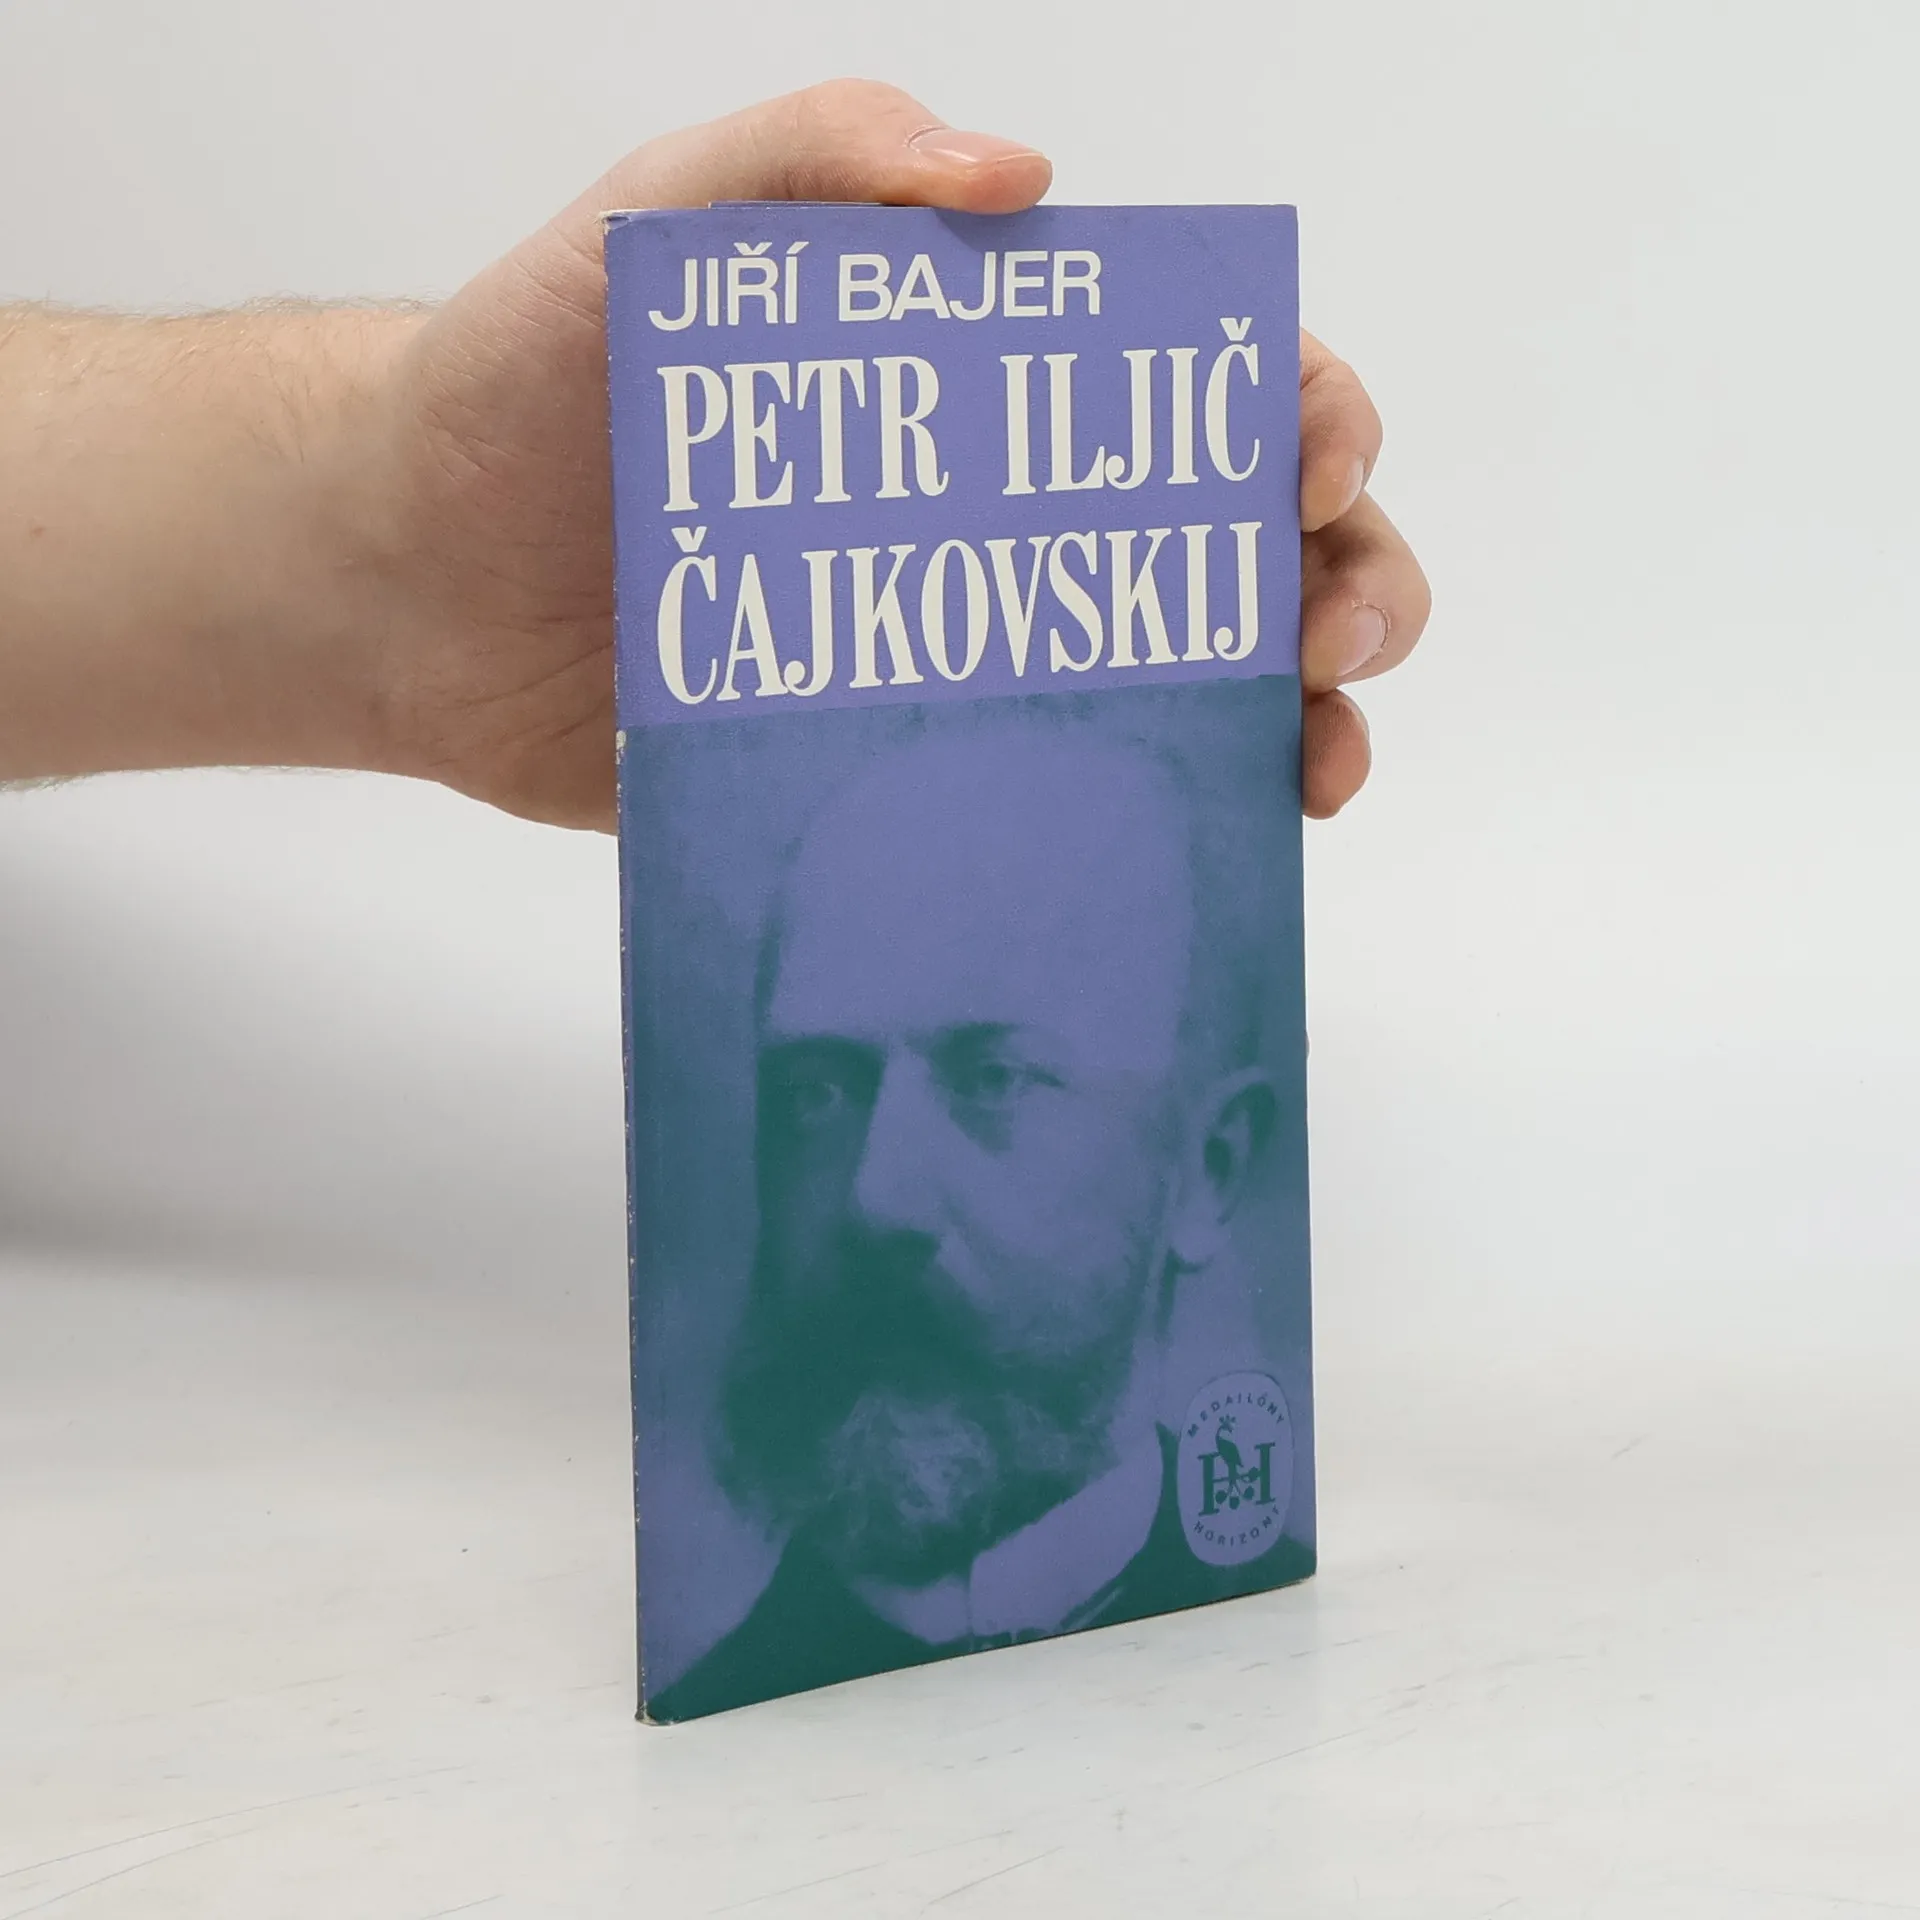 JIŘÍ BAJER
PETR ILJIČ
ČAJKOVSKIJ
MEDAILÓNY
H
HORIZONT